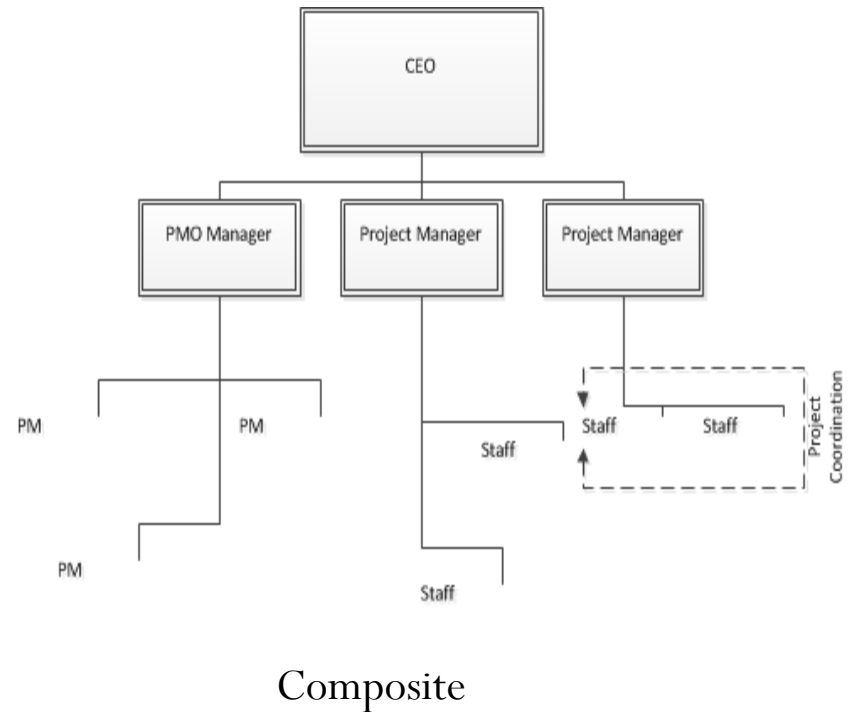 CEO
PMO Manager
Project Manager
Project Manager
PM
PM
Staff
Staff
Staff
Project
Coordination
PM
Staff
Composite